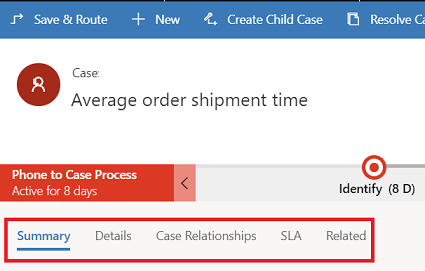 Save & Route New Create Child Case Resolve Ca
Case:
Average order shipment time
Phone to Case Process
Active for 8 days
Identify (8 D)
Summary Details Case Relationships SLA Related